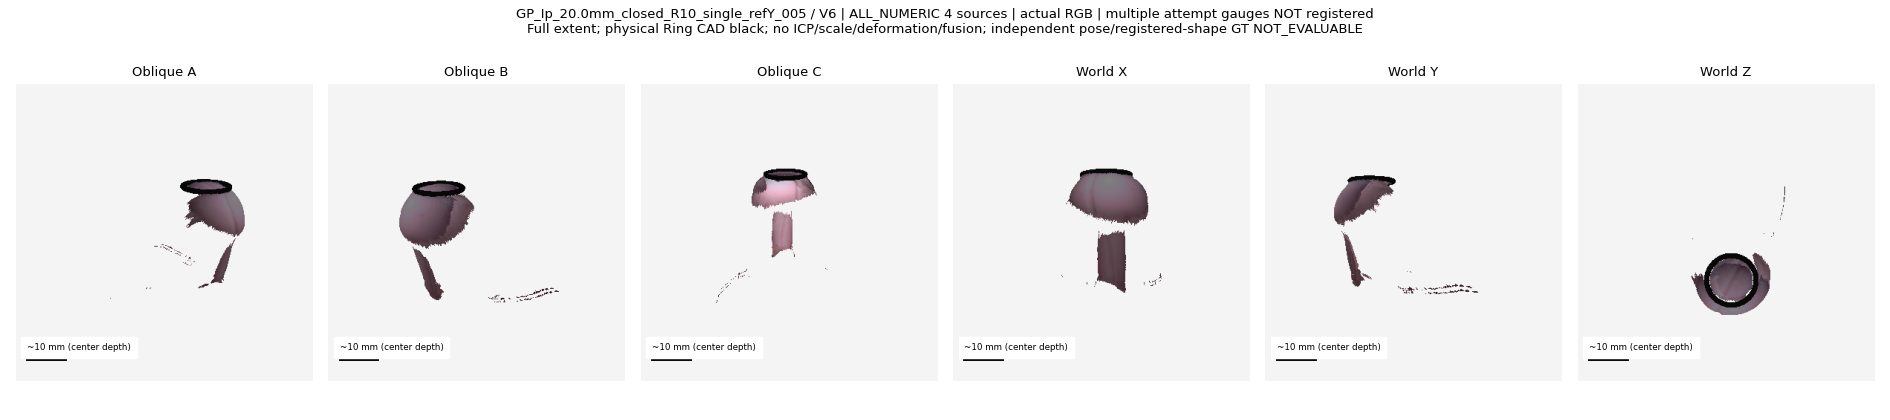 GP_Ip_20.0mm_closed_R10_single_refY_005 / V6 | ALL_NUMERIC 4 sources | actual RGB | multiple attempt gauges NOT registered
Full extent; physical Ring CAD black; no ICP/scale/deformation/fusion; independent pose/registered-shape GT NOT_EVALUABLE
Oblique A
Oblique B
Oblique C
World X
World Y
World Z
~10 mm (center depth)
~10 mm (center depth)
~10 mm (center depth)
~10 mm (center depth)
~10 mm (center depth)
~10 mm (center depth)